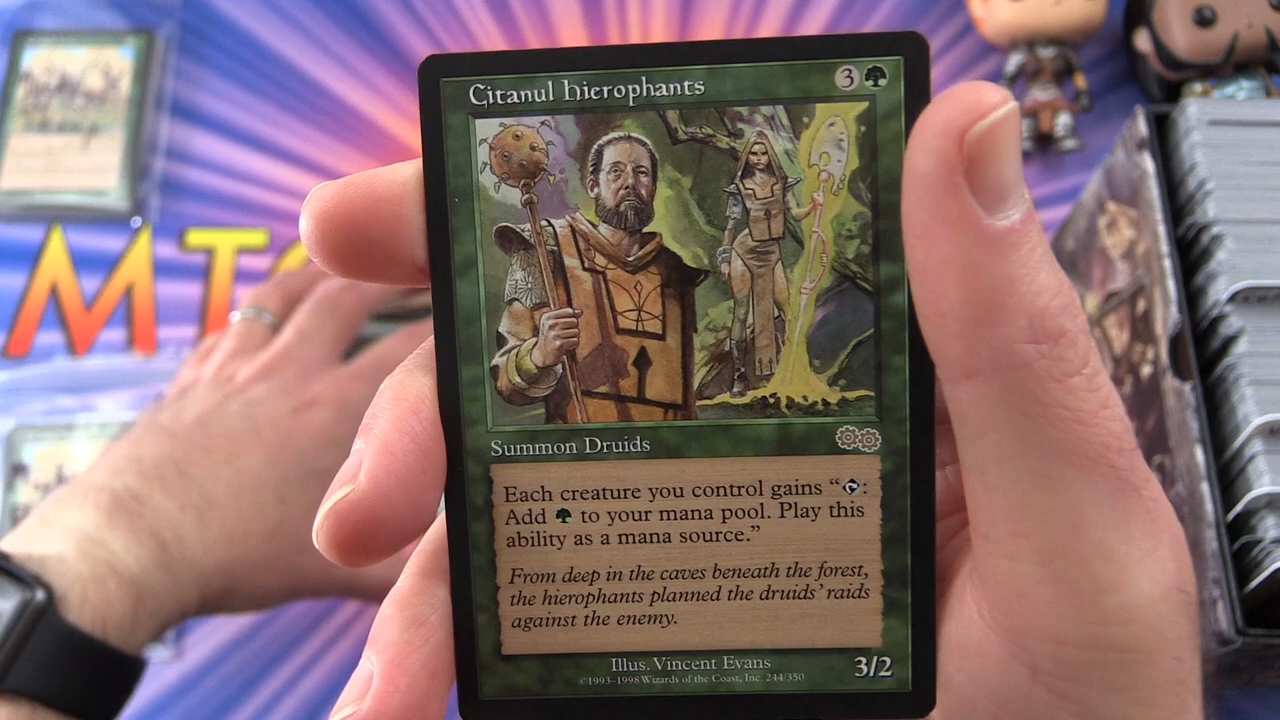 Citanul Hierophants
3
Summon Druids
Each creature you control gains “ :
Add to your mana pool. Play this
ability as a mana source.”
From deep in the caves beneath the forest,
the hierophants planned the druids’ raids
against the enemy.
Illus. Vincent Evans
©1993–1998 Wizards of the Coast, Inc. 244/350
3/2
MT